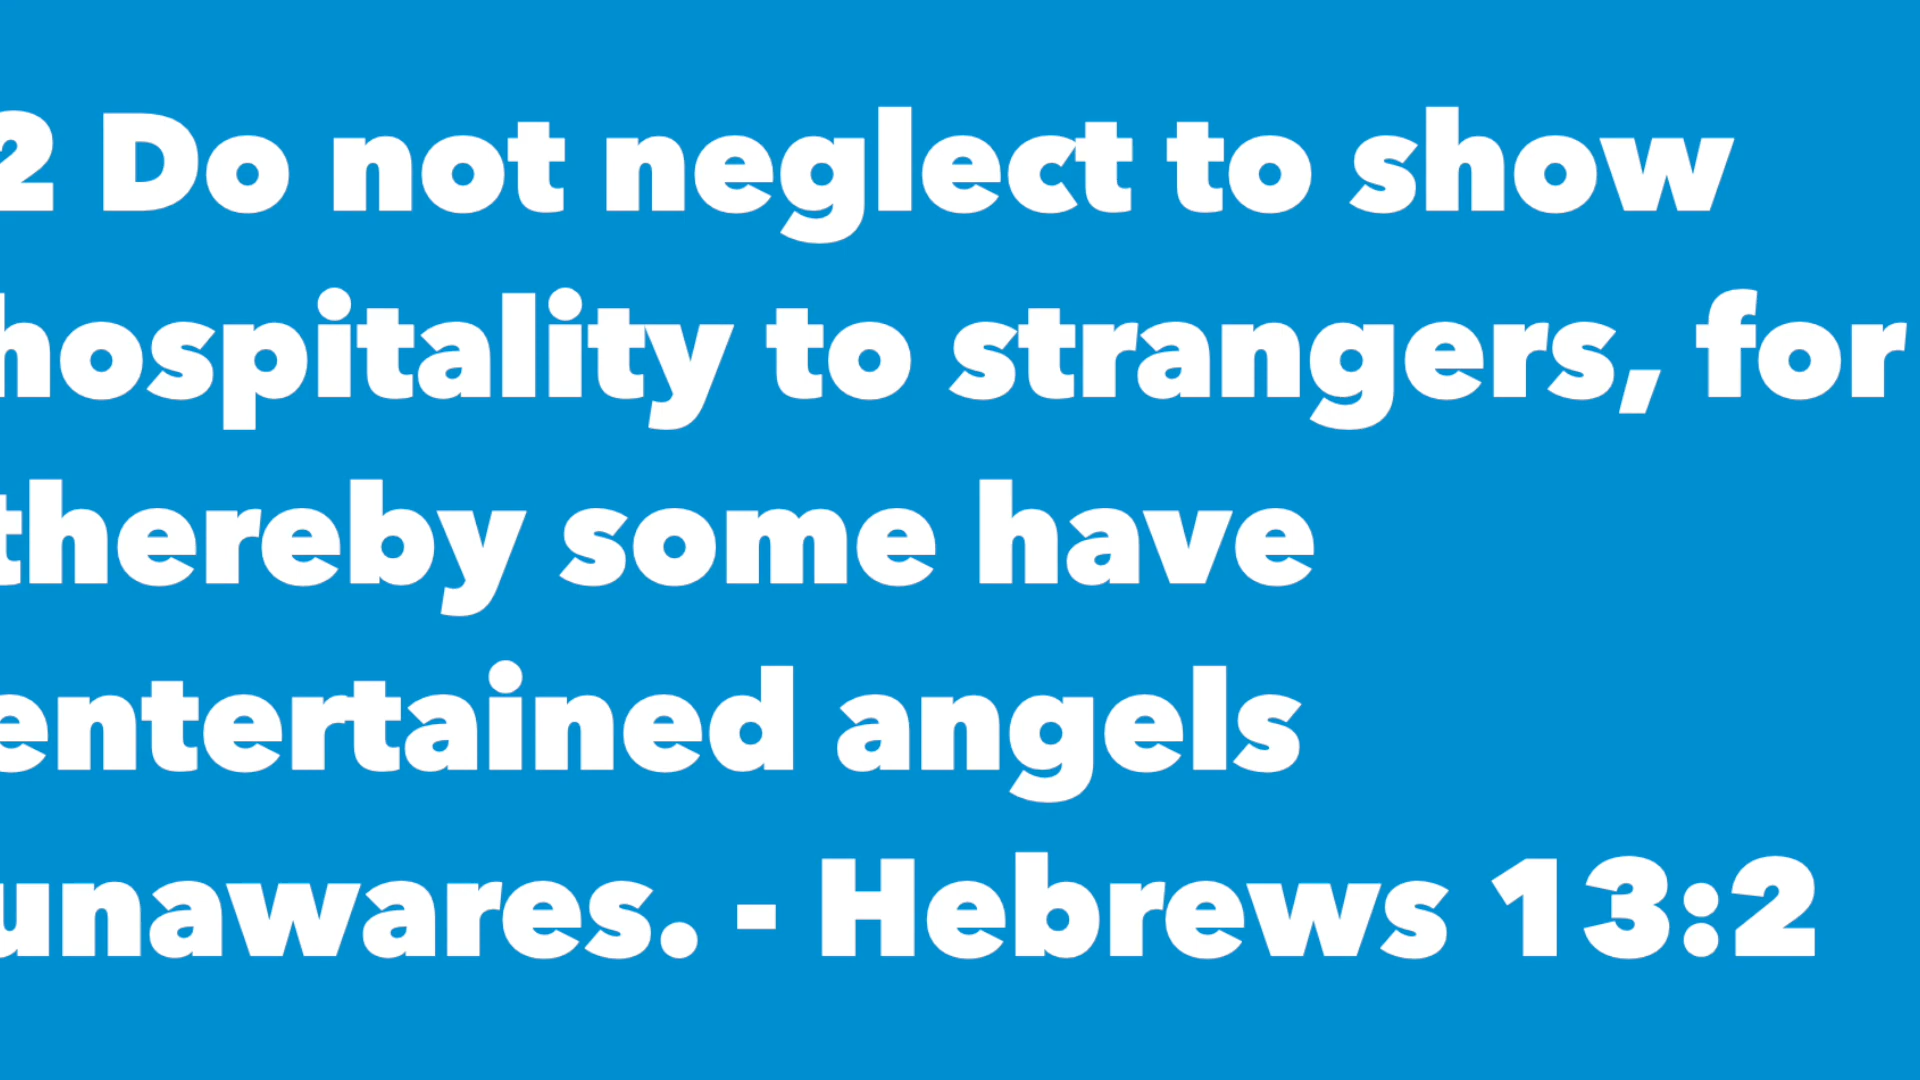 2 Do not neglect to show
hospitality to strangers, for
thereby some have
entertained angels
unawares. - Hebrews 13:2